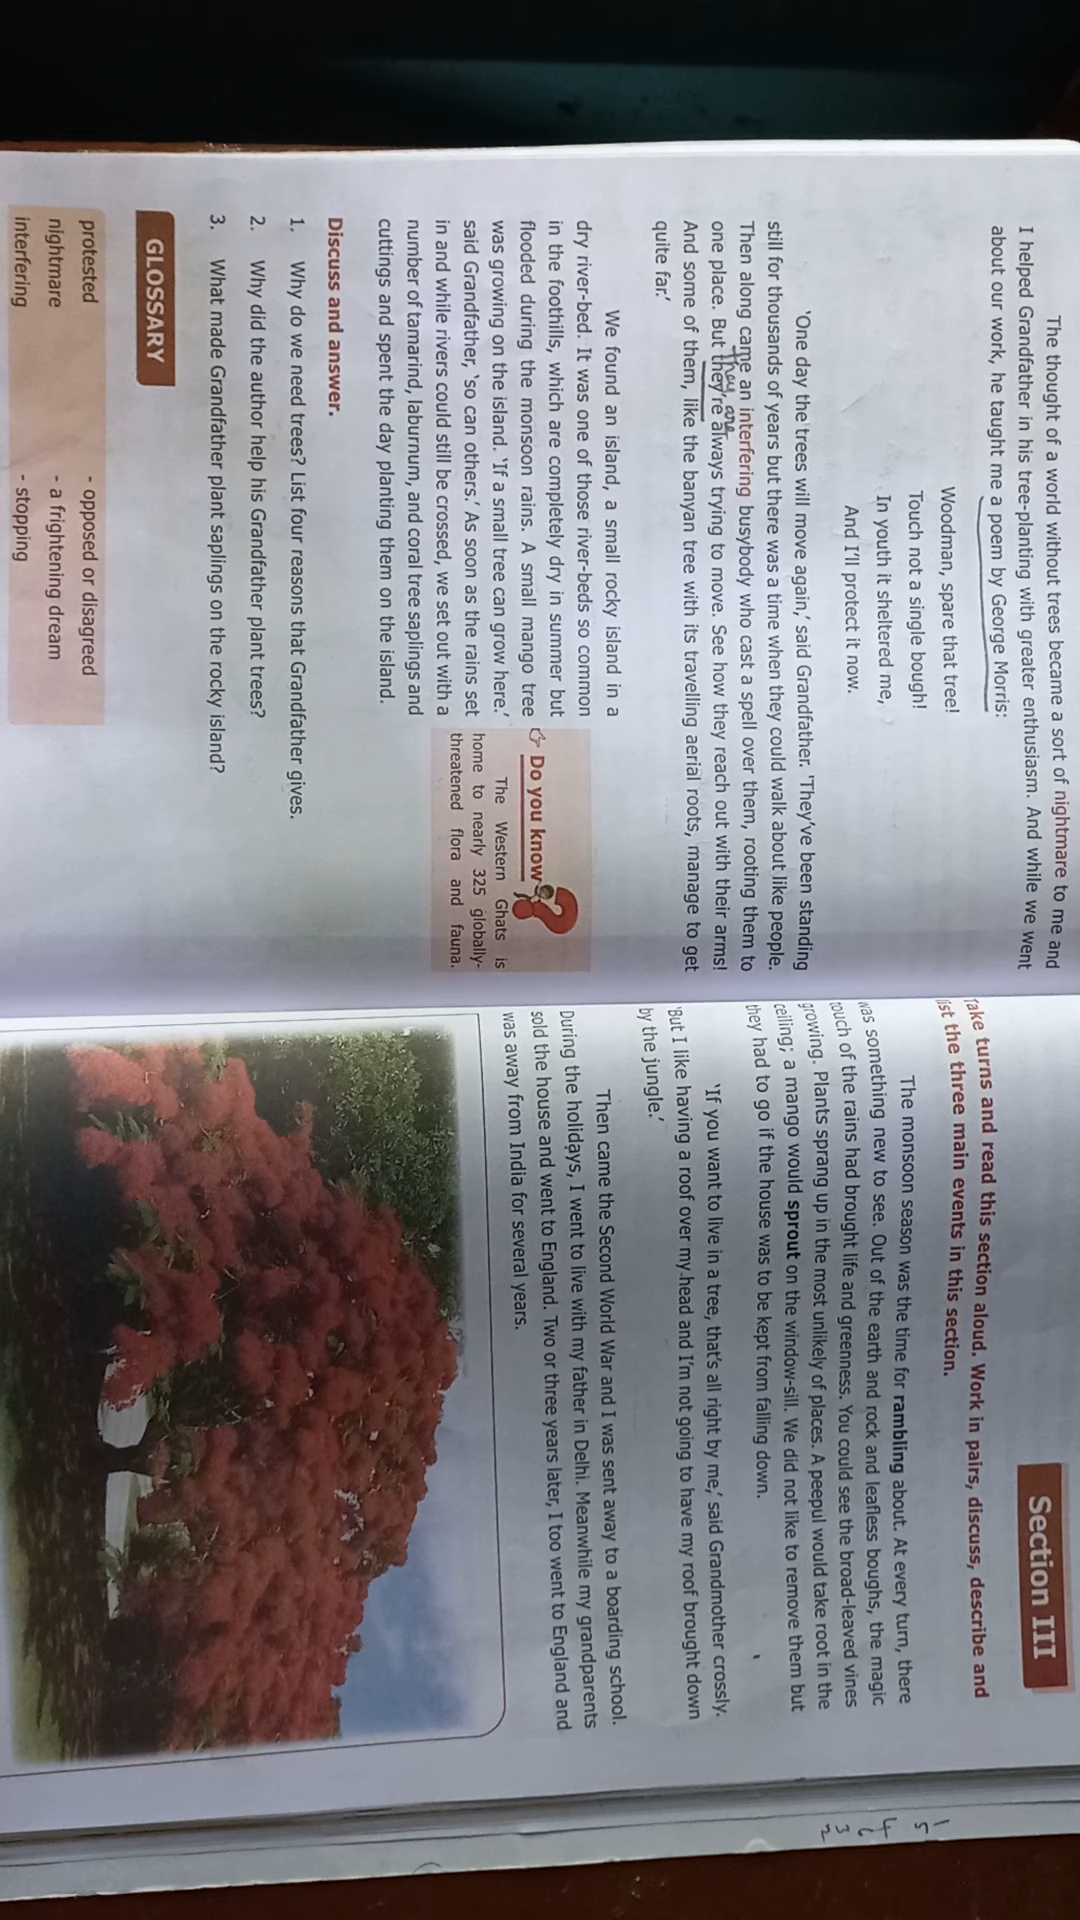 The thought of a world without trees became a sort of nightmare to me and
I helped Grandfather in his tree-planting with greater enthusiasm. And while we went
about our work, he taught me a poem by George Morris:
Woodman, spare that tree!
Touch not a single bough!
In youth it sheltered me,
And I'll protect it now.
'One day the trees will move again,' said Grandfather. 'They've been standing
still for thousands of years but there was a time when they could walk about like people.
Then along came an interfering busybody who cast a spell over them, rooting them to
they are
one place. But they're always trying to move. See how they reach out with their arms!
And some of them, like the banyan tree with its travelling aerial roots, manage to get
quite far.'
We found an island, a small rocky island in a
dry river-bed. It was one of those river-beds so common
in the foothills, which are completely dry in summer but
flooded during the monsoon rains. A small mango tree
was growing on the island. 'If a small tree can grow here.'
said Grandfather, 'so can others.' As soon as the rains set
in and while rivers could still be crossed, we set out with a
number of tamarind, laburnum, and coral tree saplings and
cuttings and spent the day planting them on the island.
Do you know
The Western Ghats is
home to nearly 325 globally-
threatened flora and fauna.
Discuss and answer.
1. Why do we need trees? List four reasons that Grandfather gives.
2. Why did the author help his Grandfather plant trees?
3. What made Grandfather plant saplings on the rocky island?
GLOSSARY
protested - opposed or disagreed
nightmare - a frightening dream
interfering - stopping
Section III
Take turns and read this section aloud. Work in pairs, discuss, describe and
list the three main events in this section.
The monsoon season was the time for rambling about. At every turn, there
was something new to see. Out of the earth and rock and leafless boughs, the magic
touch of the rains had brought life and greenness. You could see the broad-leaved vines
growing. Plants sprang up in the most unlikely of places. A peepul would take root in the
ceiling; a mango would sprout on the window-sill. We did not like to remove them but
they had to go if the house was to be kept from falling down.
'If you want to live in a tree, that's all right by me,' said Grandmother crossly.
'But I like having a roof over my head and I'm not going to have my roof brought down
by the jungle.'
Then came the Second World War and I was sent away to a boarding school.
During the holidays, I went to live with my father in Delhi. Meanwhile my grandparents
sold the house and went to England. Two or three years later, I too went to England and
was away from India for several years.
1
5
4
6
3
2